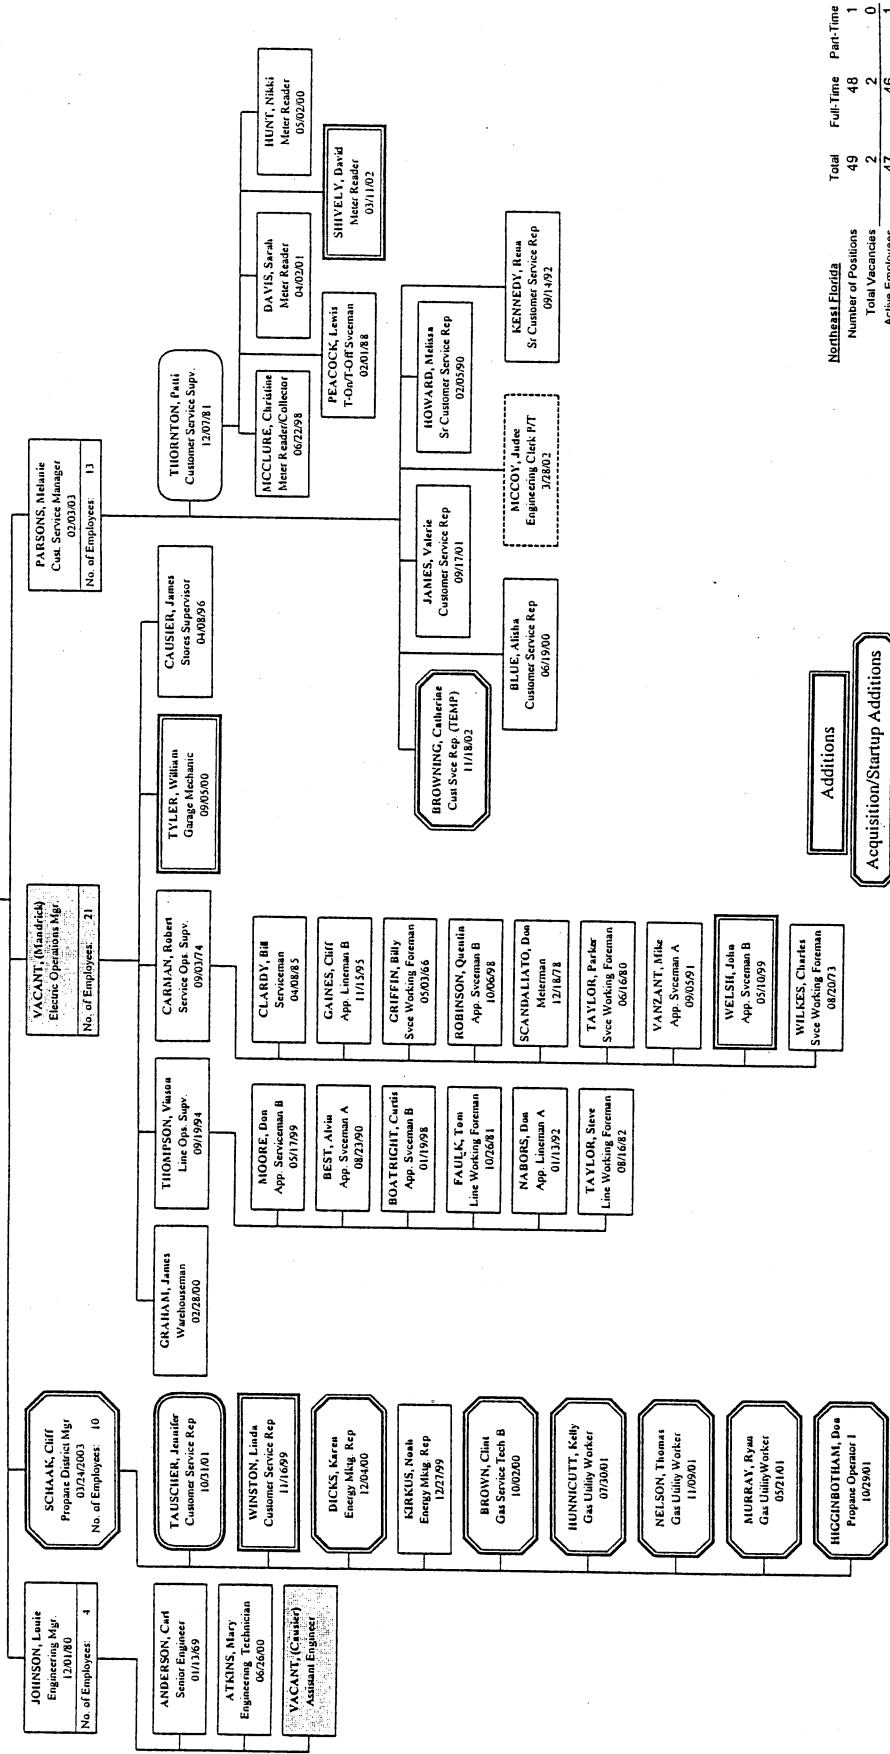 JOHNSON, Louie
Engineering Mgr.
12/01/80
No. of Employees: 4
ANDERSON, Carl
Senior Engineer
01/13/69
ATKINS, Mary
Engineering Technician
06/26/00
VACANT, (Causier)
Assistant Engineer
SCHAAK, Cliff
Propane District Mgr
03/24/2003
No. of Employees: 10
TAUSCHER, Jennifer
Customer Service Rep
10/31/01
WINSTON, Linda
Customer Service Rep
11/16/99
DICKS, Karen
Energy Mktg. Rep
12/04/00
KIRKUS, Noah
Energy Mktg. Rep
12/27/99
BROWN, Clint
Gas Service Tech B
10/02/00
HUNNICUTT, Kelly
Gas Utility Worker
07/30/01
NELSON, Thomas
Gas Utility Worker
11/09/01
MURRAY, Ryan
Gas UtilityWorker
05/21/01
HIGGINBOTHAM, Don
Propane Operator I
10/29/01
VACANT, (Mandrick)
Electric Operations Mgr.
No. of Employees: 21
GRAHAM, James
Warehouseman
02/28/00
THOMPSON, Vinson
Line Ops. Supv.
09/19/94
MOORE, Don
App. Serviceman B
05/17/99
BEST, Alvin
App. Svceman A
08/23/90
BOATRIGHT, Curtis
App. Svceman B
01/19/98
FAULK, Tom
Line Working Foreman
10/26/81
NABORS, Don
App. Lineman A
01/13/92
TAYLOR, Steve
Line Working Foreman
08/16/82
CARMAN, Robert
Service Ops. Supv.
09/03/74
CLARDY, Bill
Serviceman
04/08/85
GAINES, Cliff
App. Lineman B
11/15/95
GRIFFIN, Billy
Svce Working Foreman
05/03/66
ROBINSON, Quentin
App. Svceman B
10/06/98
SCANDALIATO, Don
Meterman
12/18/78
TAYLOR, Parker
Svce Working Foreman
06/16/80
VANZANT, Mike
App. Svceman A
09/05/91
WELSH, John
App. Svceman B
05/10/99
WILKES, Charles
Svce Working Foreman
08/20/73
TYLER, William
Garage Mechanic
09/05/00
CAUSIER, James
Stores Supervisor
04/08/96
PARSONS, Melanie
Cust. Service Manager
02/03/03
No. of Employees: 13
THORNTON, Patti
Customer Service Supv.
12/07/81
MCCLURE, Christine
Meter Reader/Collector
06/22/98
PEACOCK, Lewis
T-On/T-Off Svceman
02/01/88
DAVIS, Sarah
Meter Reader
04/02/01
SHIVELY, David
Meter Reader
03/11/02
HUNT, Nikki
Meter Reader
05/02/00
BROWNING, Catherine
Cust Svce Rep. (TEMP)
11/18/02
BLUE, Alisha
Customer Service Rep
06/19/00
JAMES, Valerie
Customer Service Rep
09/17/01
MCCOY, Judee
Engineering Clerk P/T
3/28/02
HOWARD, Melissa
Sr Customer Service Rep
02/05/90
KENNEDY, Rena
Sr Customer Service Rep
09/14/92
Additions
Acquisition/Startup Additions
Northeast Florida Total Full-Time Part-Time
Number of Positions 49 48 1
Total Vacancies 2 2 0
Active Employees 47 46 1